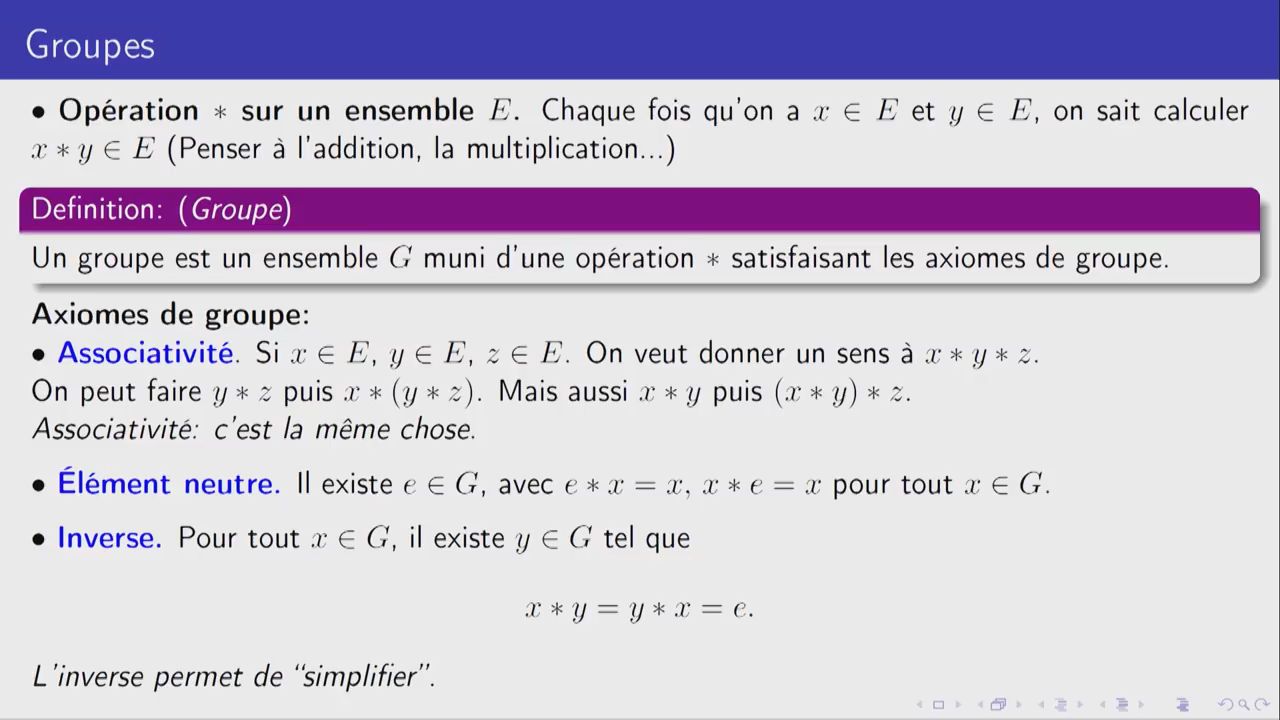 Groupes
• Opération ∗ sur un ensemble E. Chaque fois qu'on a x ∈ E et y ∈ E, on sait calculer
x ∗ y ∈ E (Penser à l'addition, la multiplication...)
Definition: (Groupe)
Un groupe est un ensemble G muni d'une opération ∗ satisfaisant les axiomes de groupe.
Axiomes de groupe:
• Associativité. Si x ∈ E, y ∈ E, z ∈ E. On veut donner un sens à x ∗ y ∗ z.
On peut faire y ∗ z puis x ∗ (y ∗ z). Mais aussi x ∗ y puis (x ∗ y) ∗ z.
Associativité: c'est la même chose.
• Élément neutre. Il existe e ∈ G, avec e ∗ x = x, x ∗ e = x pour tout x ∈ G.
• Inverse. Pour tout x ∈ G, il existe y ∈ G tel que
x ∗ y = y ∗ x = e.
L'inverse permet de “simplifier”.